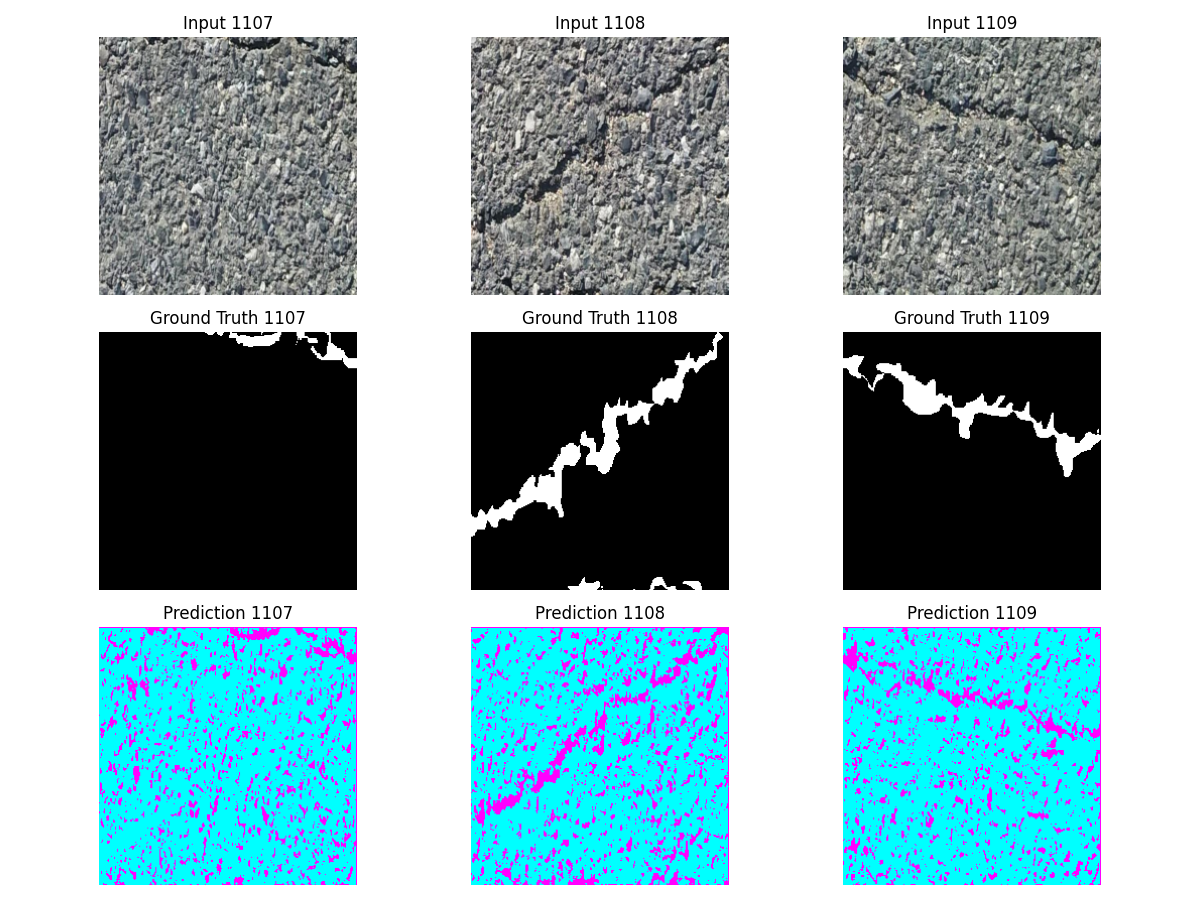 Input 1107
Input 1108
Input 1109
Ground Truth 1107
Ground Truth 1108
Ground Truth 1109
Prediction 1107
Prediction 1108
Prediction 1109